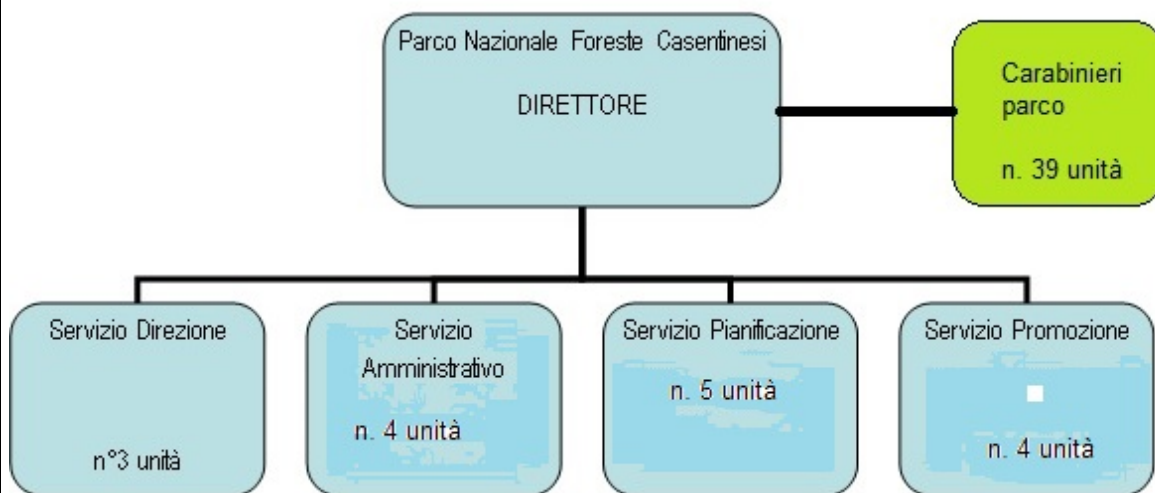 Parco Nazionale Foreste Casentinesi
DIRETTORE
Carabinieri
parco
n. 39 unità
Servizio Direzione
n°3 unità
Servizio
Amministrativo
n. 4 unità
Servizio Pianificazione
n. 5 unità
Servizio Promozione
n. 4 unità